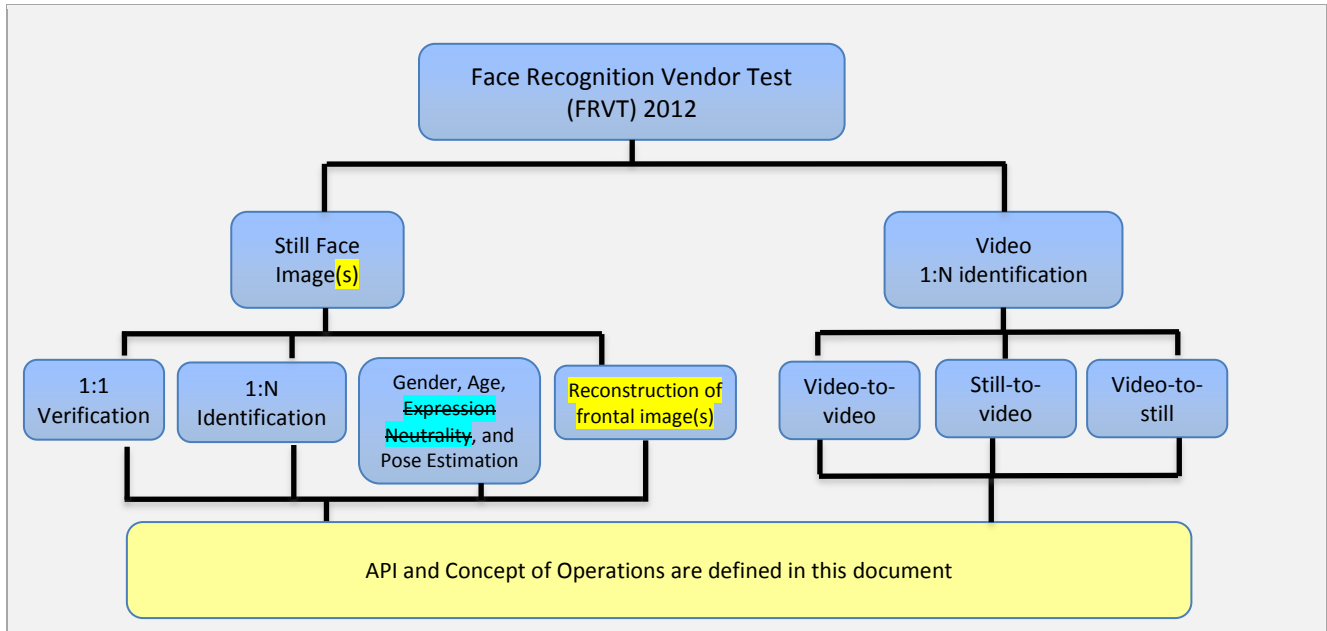 Face Recognition Vendor Test
(FRVT) 2012
Still Face
Image(s)
Video
1:N identification
1:1
Verification
1:N
Identification
Gender, Age,
Expression
Neutrality, and
Pose Estimation
Reconstruction of
frontal image(s)
Video-to-
video
Still-to-
video
Video-to-
still
API and Concept of Operations are defined in this document